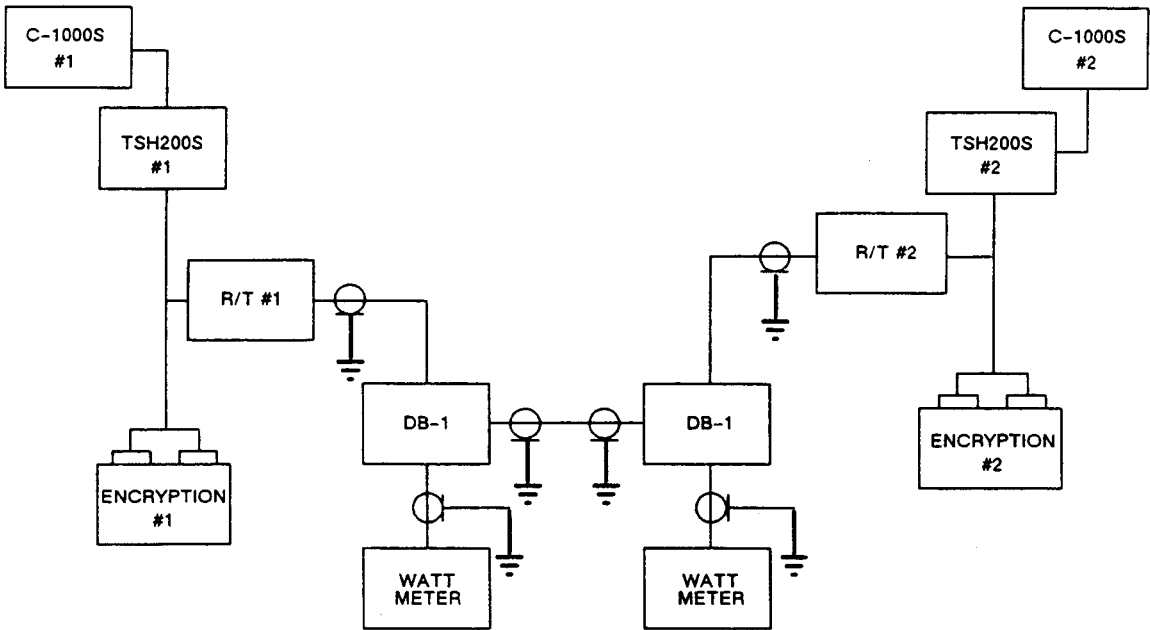 C-1000S
#1
C-1000S
#2
TSH200S
#1
TSH200S
#2
R/T #1
R/T #2
DB-1
DB-1
ENCRYPTION
#1
ENCRYPTION
#2
WATT
METER
WATT
METER